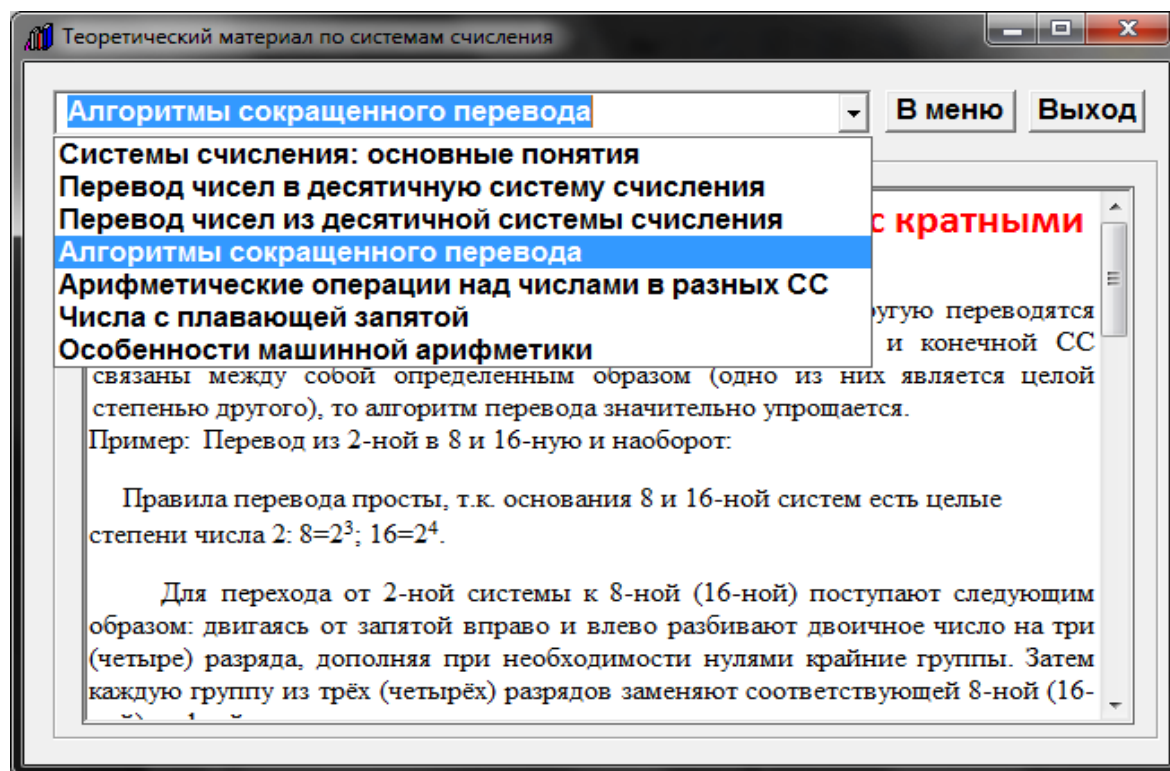 Теоретический материал по системам счисления
Алгоритмы сокращенного перевода
В меню
Выход
Системы счисления: основные понятия
Перевод чисел в десятичную систему счисления
Перевод чисел из десятичной системы счисления
Алгоритмы сокращенного перевода
Арифметические операции над числами в разных СС
Числа с плавающей запятой
Особенности машинной арифметики
с кратными
переводятся
и конечной СС
связаны между собой определенным образом (одно из них является целой
степенью другого), то алгоритм перевода значительно упрощается.
Пример: Перевод из 2-ной в 8 и 16-ную и наоборот:
Правила перевода просты, т.к. основания 8 и 16-ной систем есть целые
степени числа 2: 8=2³; 16=2⁴.
Для перехода от 2-ной системы к 8-ной (16-ной) поступают следующим
образом: двигаясь от запятой вправо и влево разбивают двоичное число на три
(четыре) разряда, дополняя при необходимости нулями крайние группы. Затем
каждую группу из трёх (четырёх) разрядов заменяют соответствующей 8-ной (16-